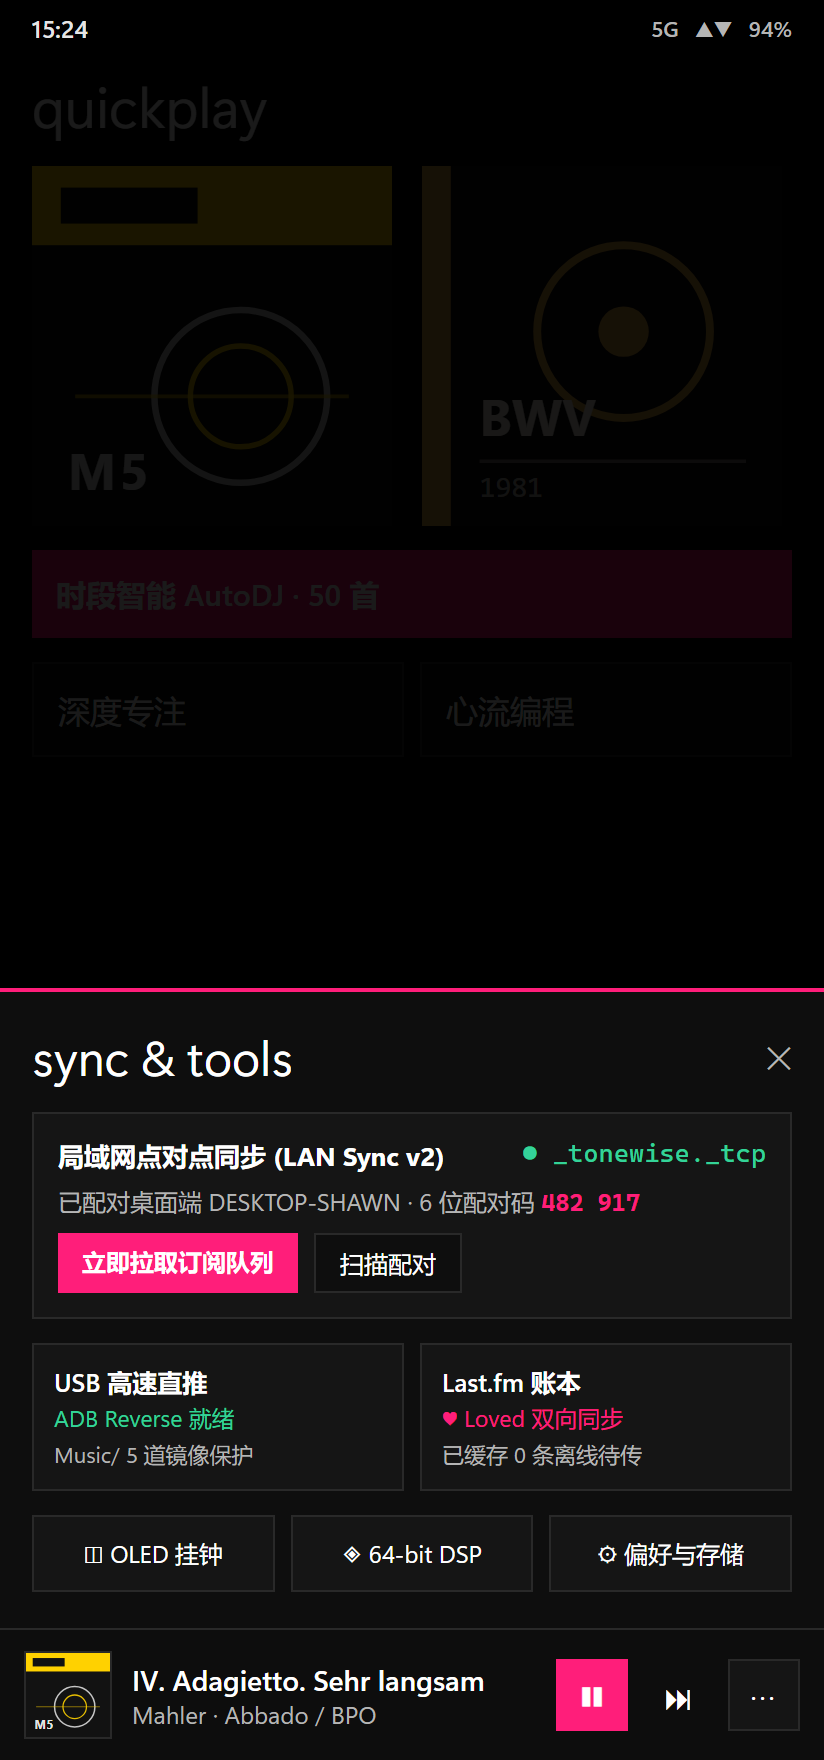 15:24
5G ▲▼ 94%
quickplay
M5
BWV
1981
时段智能 AutoDJ · 50 首
深度专注
心流编程
sync & tools
局域网点对点同步 (LAN Sync v2)
_tonewise._tcp
已配对桌面端 DESKTOP-SHAWN · 6 位配对码 482 917
立即拉取订阅队列
扫描配对
USB 高速直推
ADB Reverse 就绪
Music/ 5 道镜像保护
Last.fm 账本
♥ Loved 双向同步
已缓存 0 条离线待传
OLED 挂钟
64-bit DSP
偏好与存储
M5
IV. Adagietto. Sehr langsam
Mahler · Abbado / BPO